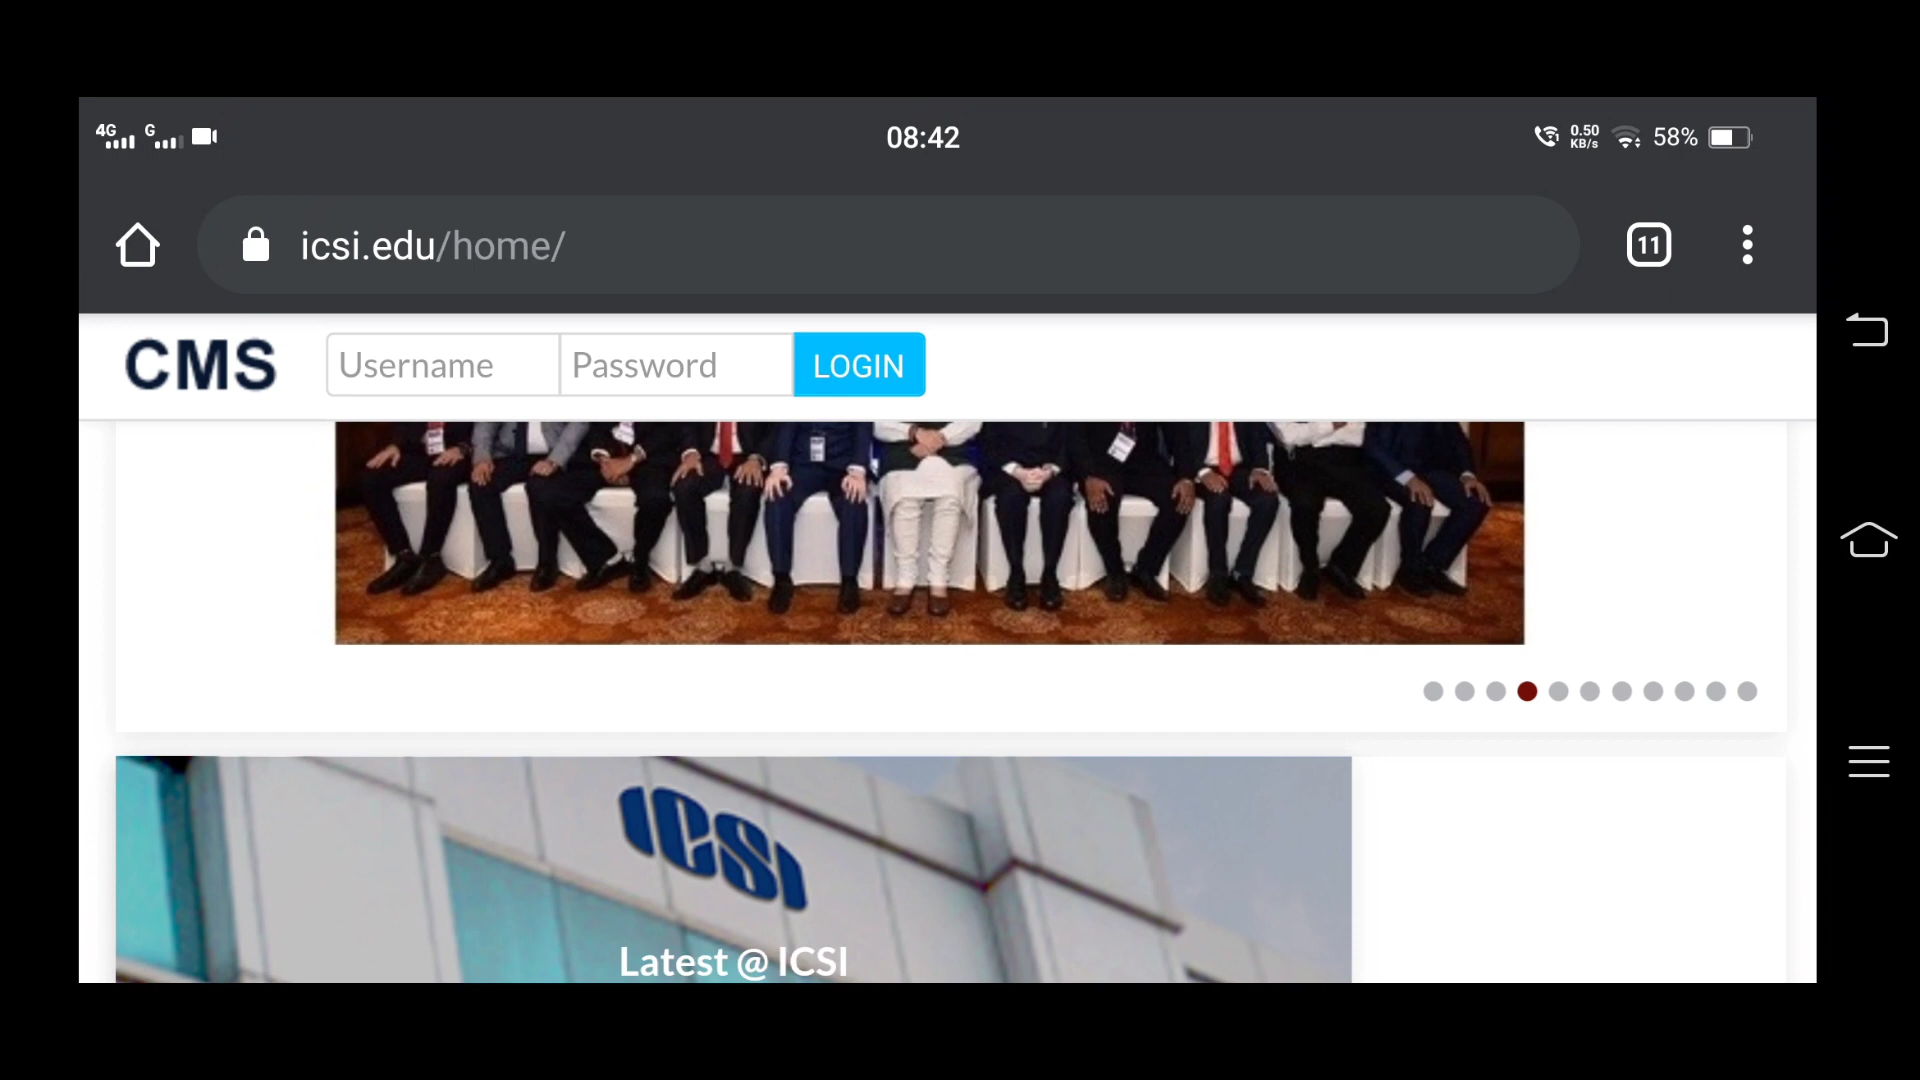 4G G 08:42 0.50 KB/s 58%
icsi.edu/home/ 11
CMS Username Password LOGIN
ICSI
Latest @ ICSI